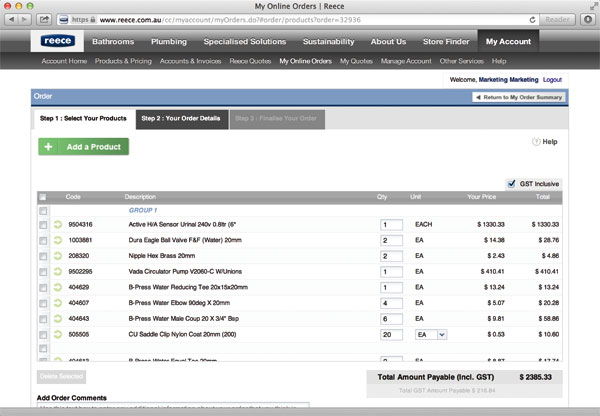 My Online Orders | Reece
https www.reece.com.au/cc/myaccount/myOrders.do?#order/products?order=32936 Reader
reece Bathrooms Plumbing Specialised Solutions Sustainability About Us Store Finder My Account
Account Home Products & Pricing Accounts & Invoices Reece Quotes My Online Orders My Quotes Manage Account Other Services Help
Welcome, Marketing Marketing Logout
Order Return to My Order Summary
Step 1 : Select Your Products Step 2 : Your Order Details Step 3 : Finalise Your Order
+ Add a Product ? Help
GST Inclusive
Code Description Qty Unit Your Price Total
GROUP 1
9504316 Active H/A Sensor Urinal 240v 0.8ltr (6" 1 EACH $ 1330.33 $ 1330.33
1003881 Dura Eagle Ball Valve F&F (Water) 20mm 2 EA $ 14.38 $ 28.76
208320 Nipple Hex Brass 20mm 2 EA $ 2.43 $ 4.86
9502295 Vada Circulator Pump V2060-C W/Unions 1 EA $ 410.41 $ 410.41
404629 B-Press Water Reducing Tee 20x15x20mm 1 EA $ 13.24 $ 13.24
404607 B-Press Water Elbow 90deg X 20mm 4 EA $ 5.07 $ 20.28
404643 B-Press Water Male Coup 20 X 3/4" Bsp 6 EA $ 9.81 $ 58.86
505505 CU Saddle Clip Nylon Coat 20mm (200) 20 EA $ 0.53 $ 10.60
404613 B-Press Water Equal Tee 20mm 2 EA $ 8.87 $ 17.74
Delete Selected Total Amount Payable (Incl. GST) $ 2385.33
Total GST Amount Payable $ 216.84
Add Order Comments